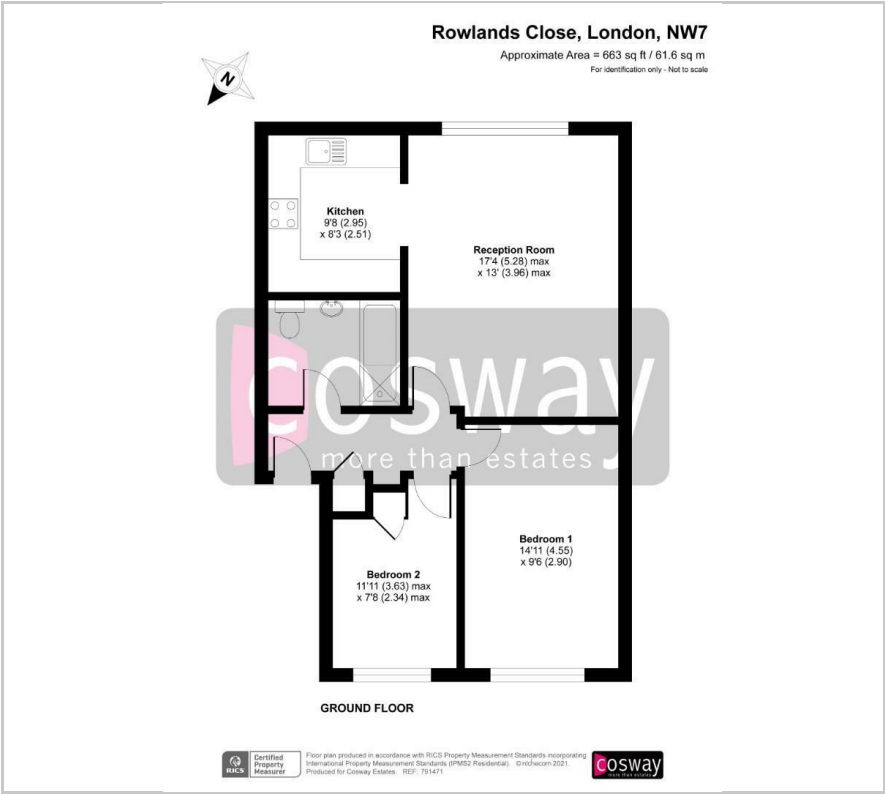 Rowlands Close, London, NW7
Approximate Area = 663 sq ft / 61.6 sq m
For identification only - Not to scale
N
Kitchen
9'8 (2.95)
x 8'3 (2.51)
Reception Room
17'4 (5.28) max
x 13' (3.96) max
cosway
more than estates
Bedroom 1
14'11 (4.55)
x 9'6 (2.90)
Bedroom 2
11'11 (3.63) max
x 7'8 (2.34) max
GROUND FLOOR
RICS
Certified
Property
Measurer
Floor plan produced in accordance with RICS Property Measurement Standards incorporating
International Property Measurement Standards (IPMS2 Residential). © nichecom 2021.
Produced for Cosway Estates. REF: 791471
cosway
more than estates